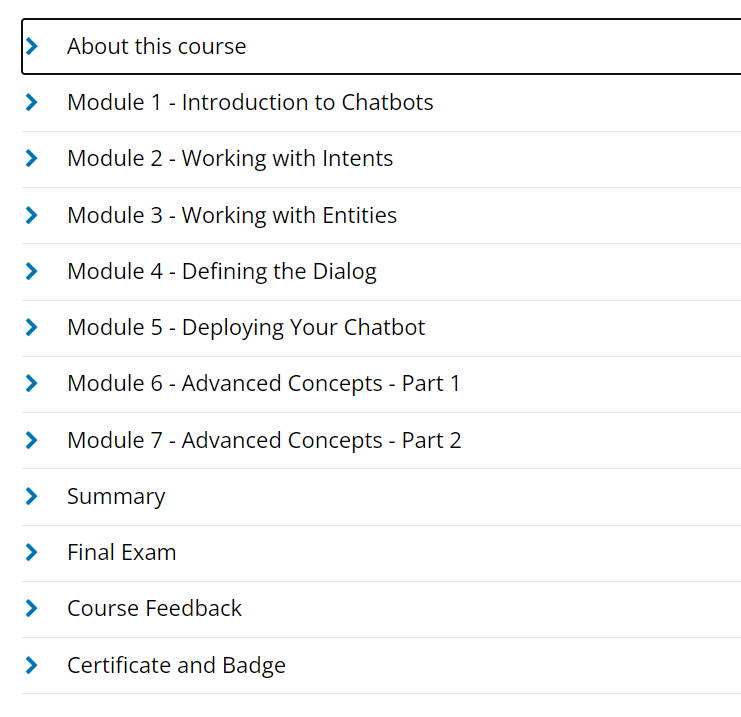 About this course
Module 1 - Introduction to Chatbots
Module 2 - Working with Intents
Module 3 - Working with Entities
Module 4 - Defining the Dialog
Module 5 - Deploying Your Chatbot
Module 6 - Advanced Concepts - Part 1
Module 7 - Advanced Concepts - Part 2
Summary
Final Exam
Course Feedback
Certificate and Badge